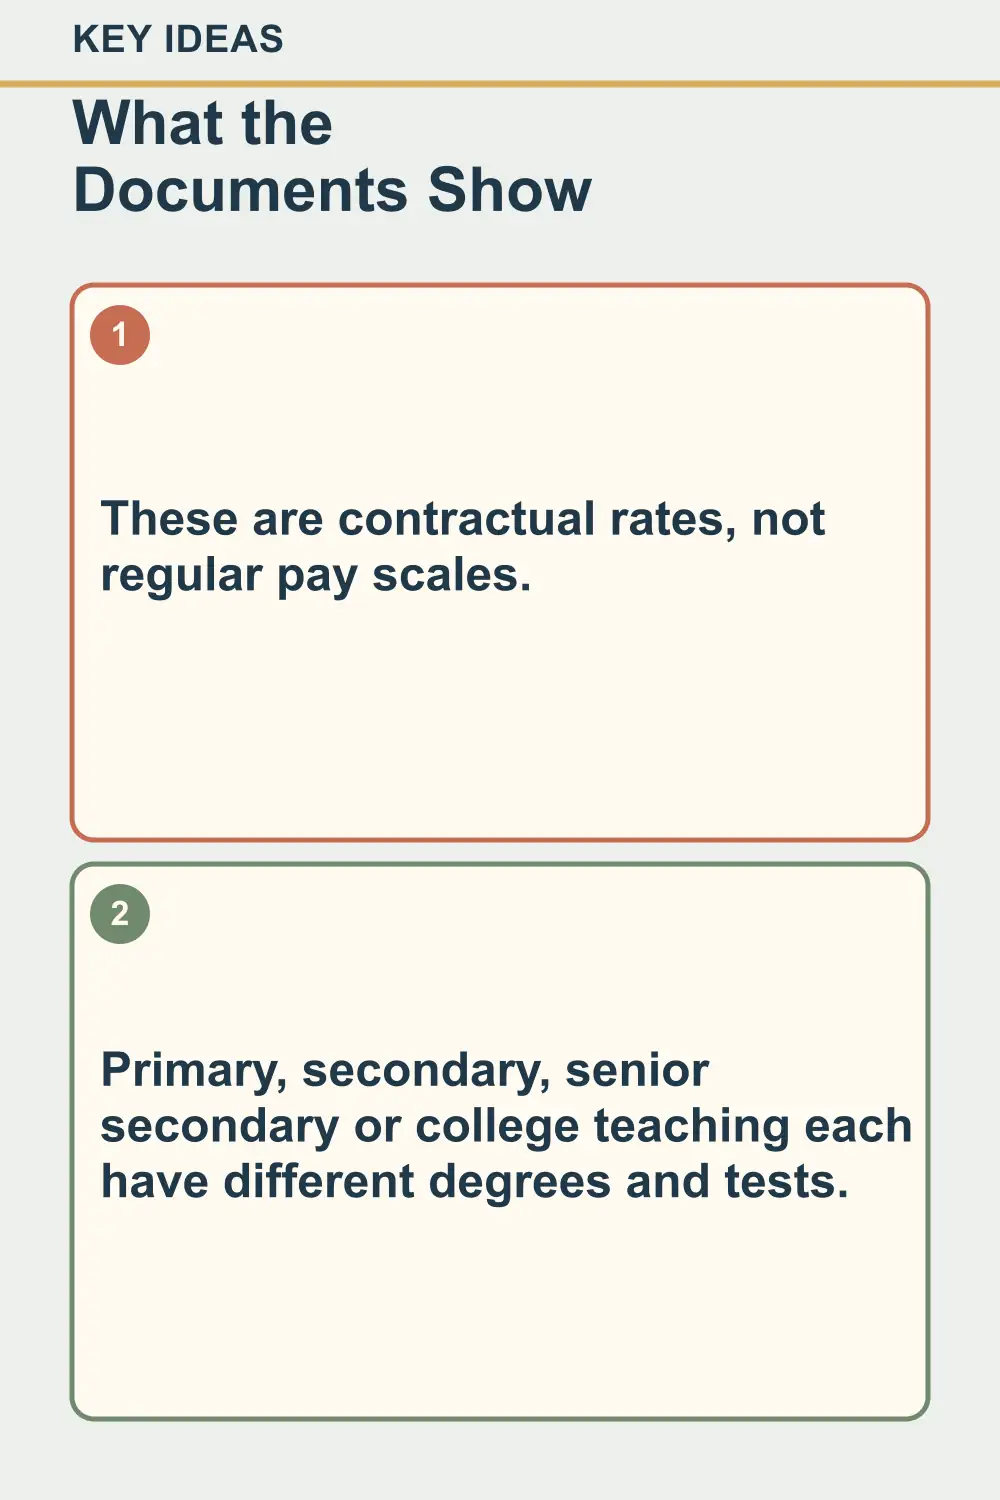 KEY IDEAS
What the
Documents Show
1
These are contractual rates, not
regular pay scales.
2
Primary, secondary, senior
secondary or college teaching each
have different degrees and tests.